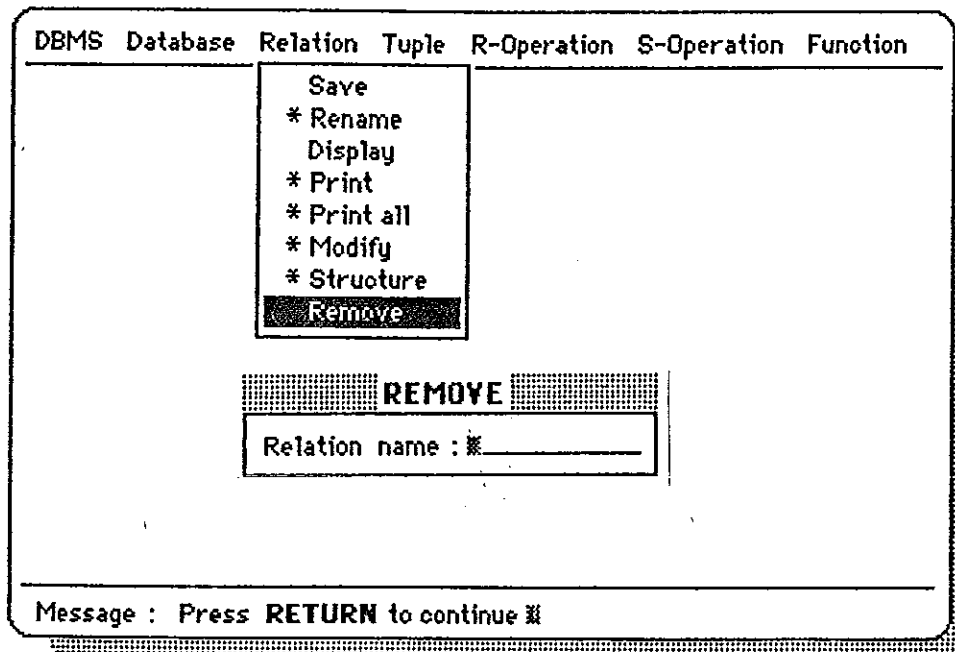 DBMS Database Relation Tuple R-Operation S-Operation Function
Save
* Rename
Display
* Print
* Print all
* Modify
* Structure
Remove
REMOVE
Relation name :
Message : Press RETURN to continue